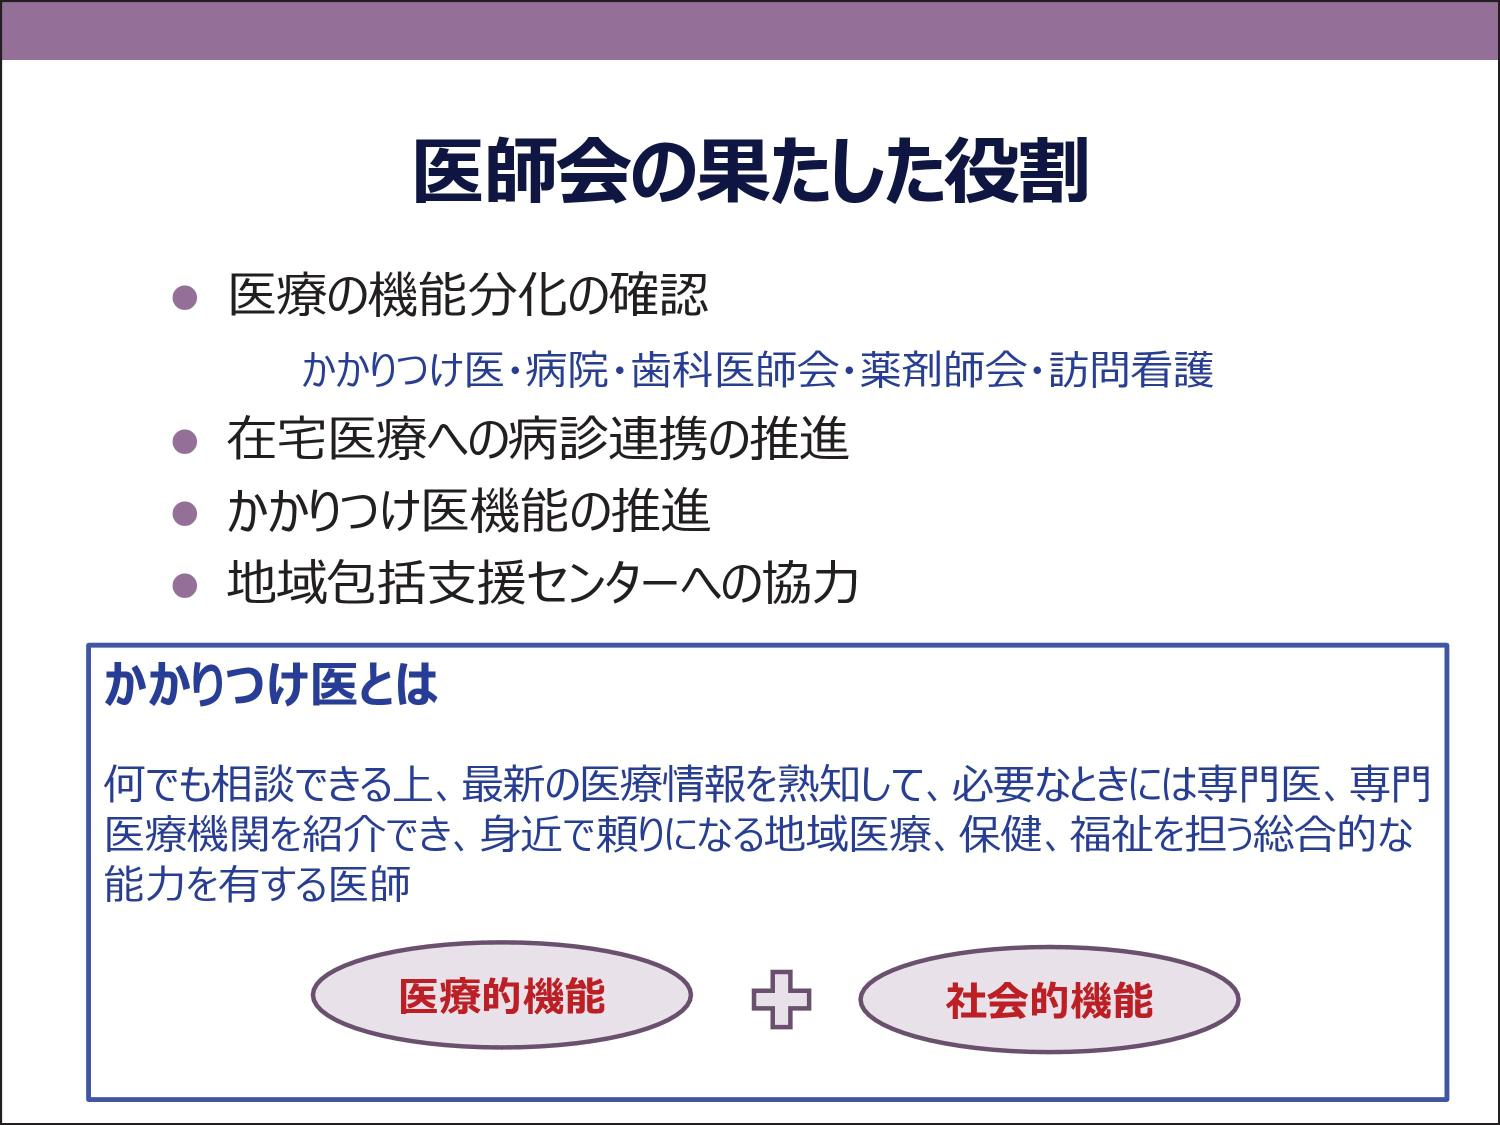 医師会の果たした役割
● 医療の機能分化の確認
かかりつけ医・病院・歯科医師会・薬剤師会・訪問看護
● 在宅医療への病診連携の推進
● かかりつけ医機能の推進
● 地域包括支援センターへの協力
かかりつけ医とは
何でも相談できる上、最新の医療情報を熟知して、必要なときには専門医、専門
医療機関を紹介でき、身近で頼りになる地域医療、保健、福祉を担う総合的な
能力を有する医師
医療的機能
社会的機能